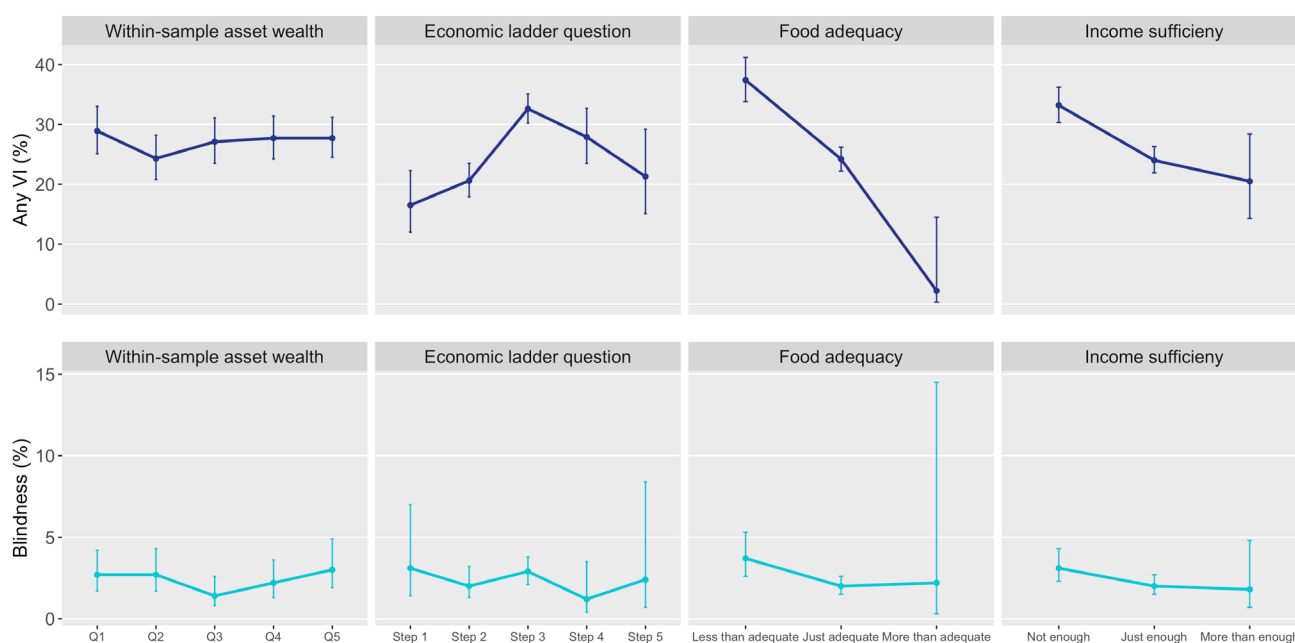 Within-sample asset wealth Economic ladder question Food adequacy Income sufficieny
Any VI (%)
40
30
20
10
0
Within-sample asset wealth Economic ladder question Food adequacy Income sufficieny
Blindness (%)
15
10
5
0
Q1 Q2 Q3 Q4 Q5 Step 1 Step 2 Step 3 Step 4 Step 5 Less than adequate Just adequate More than adequate Not enough Just enough More than enough